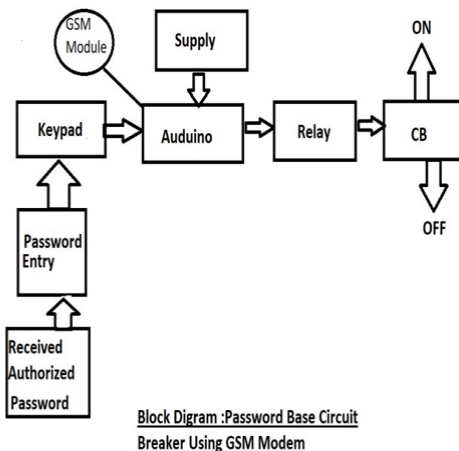 GSM
Module
Supply
ON
Keypad
Auduino
Relay
CB
OFF
Password
Entry
Received
Authorized
Password
Block Digram :Password Base Circuit
Breaker Using GSM Modem